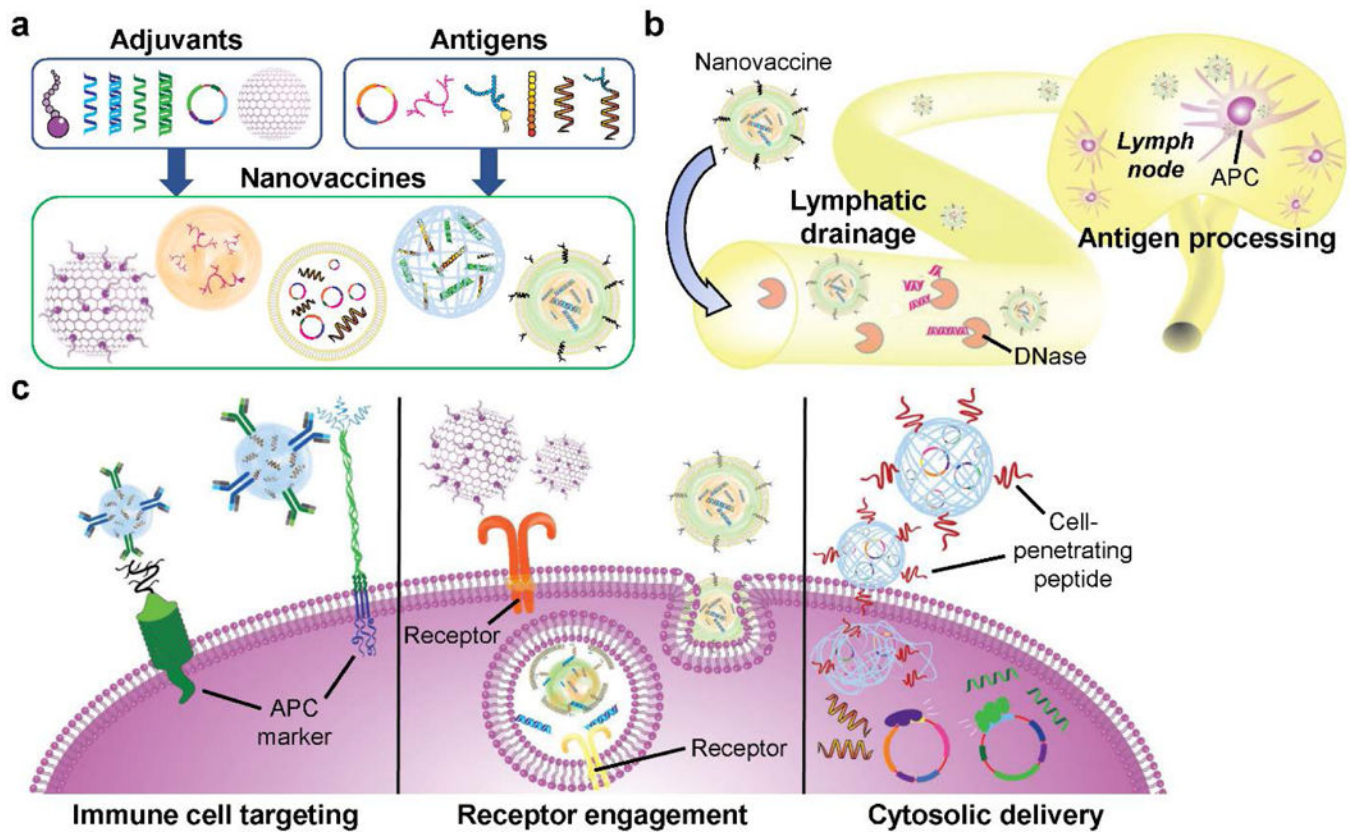 a
Adjuvants
Antigens
Nanovaccines
b
Nanovaccine
Lymphatic
drainage
DNase
Lymph
node
APC
Antigen processing
c
APC
marker
Immune cell targeting
Receptor
Receptor
Receptor engagement
Cell-
penetrating
peptide
Cytosolic delivery